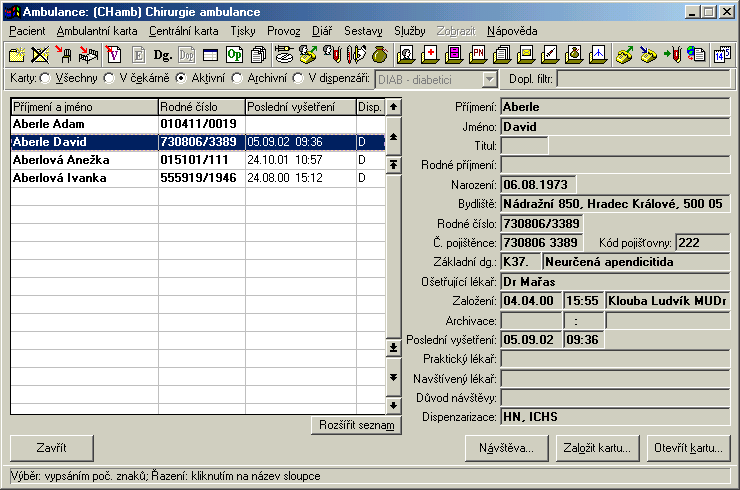 Ambulance: (CHamb) Chirurgie ambulance
Pacient Ambulantní karta Centrální karta Tisky Provoz Diář Sestavy Služby Zobrazit Nápověda
Dg. Dop. Op PN
Karty: Všechny V čekárně Aktivní Archivní V dispenzáři: DIAB - diabetici Dopl. filtr:
Příjmení a jméno Rodné číslo Poslední vyšetření Disp.
Aberle Adam 010411/0019
Aberle David 730806/3389 05.09.02 09:36 D
Aberlová Anežka 015101/111 24.10.01 10:57 D
Aberlová Ivanka 555919/1946 24.08.00 15:12 D
Rozšířit seznam
Příjmení: Aberle
Jméno: David
Titul:
Rodné příjmení:
Narození: 06.08.1973
Bydliště: Nádražní 850, Hradec Králové, 500 05
Rodné číslo: 730806/3389
Č. pojištěnce: 730806 3389 Kód pojišťovny: 222
Základní dg.: K37. Neurčená apendicitida
Ošetřující lékař: Dr Mařas
Založení: 04.04.00 15:55 Klouba Ludvík MUDr
Archivace: :
Poslední vyšetření: 05.09.02 09:36
Praktický lékař:
Navštívený lékař:
Důvod návštěvy:
Dispenzarizace: HN, ICHS
Zavřít Návštěva... Založit kartu... Otevřít kartu...
Výběr: vypsáním poč. znaků; Řazení: kliknutím na název sloupce